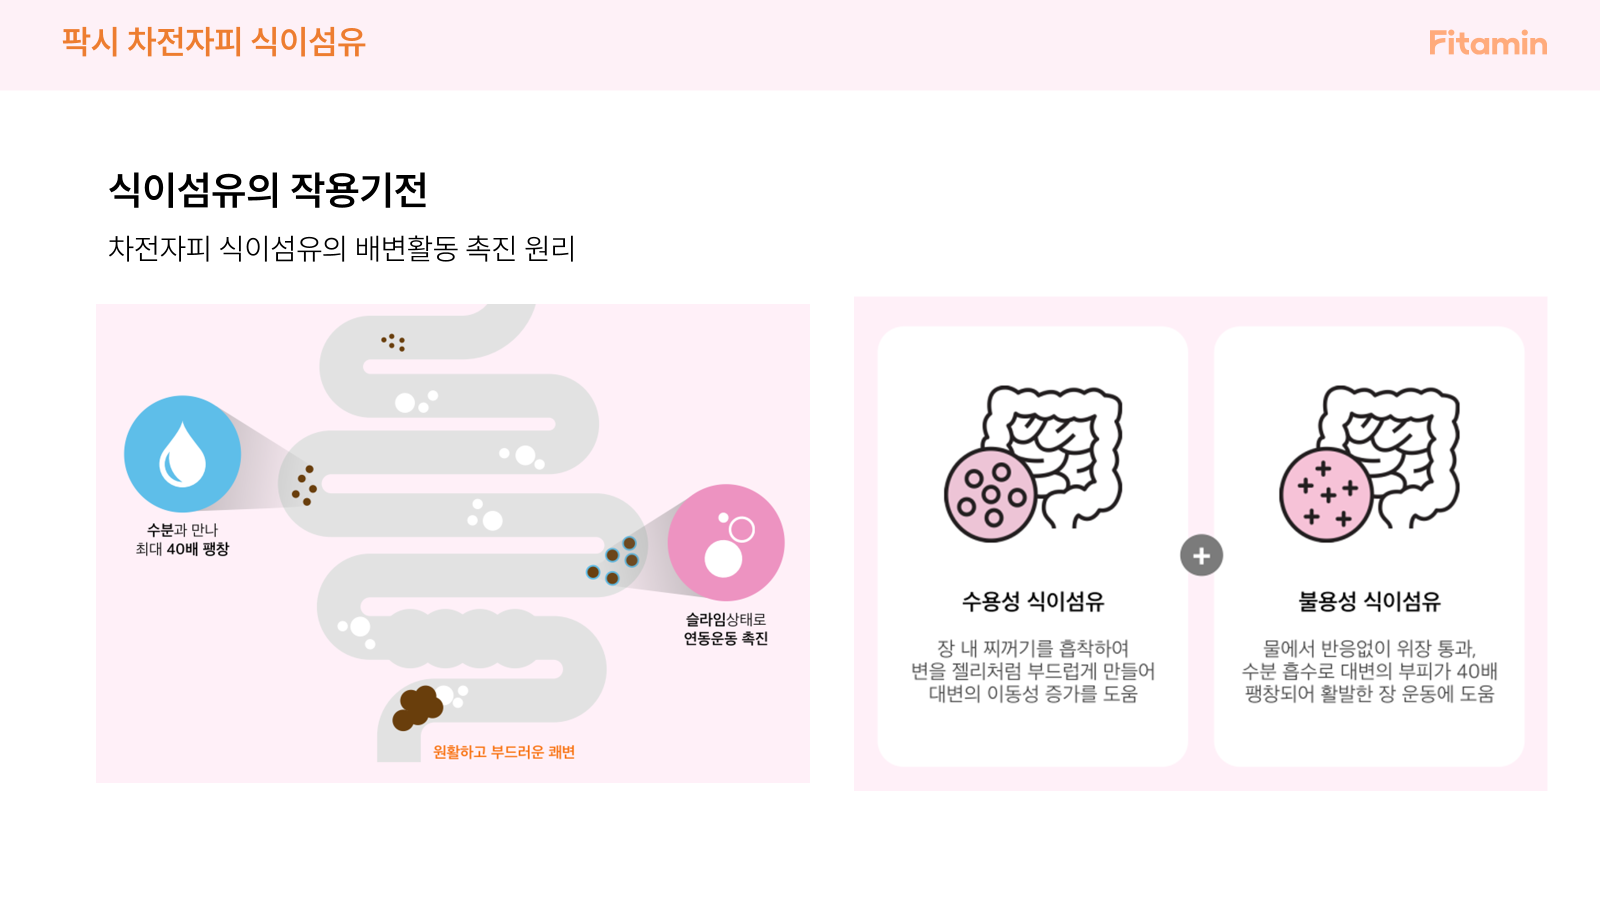 팍시 차전자피 식이섬유
Fitamin
식이섬유의 작용기전
차전자피 식이섬유의 배변활동 촉진 원리
수분과 만나
최대 40배 팽창
슬라임상태로
연동운동 촉진
원활하고 부드러운 쾌변
수용성 식이섬유
장 내 찌꺼기를 흡착하여
변을 젤리처럼 부드럽게 만들어
대변의 이동성 증가를 도움
+
불용성 식이섬유
물에서 반응없이 위장 통과,
수분 흡수로 대변의 부피가 40배
팽창되어 활발한 장 운동에 도움